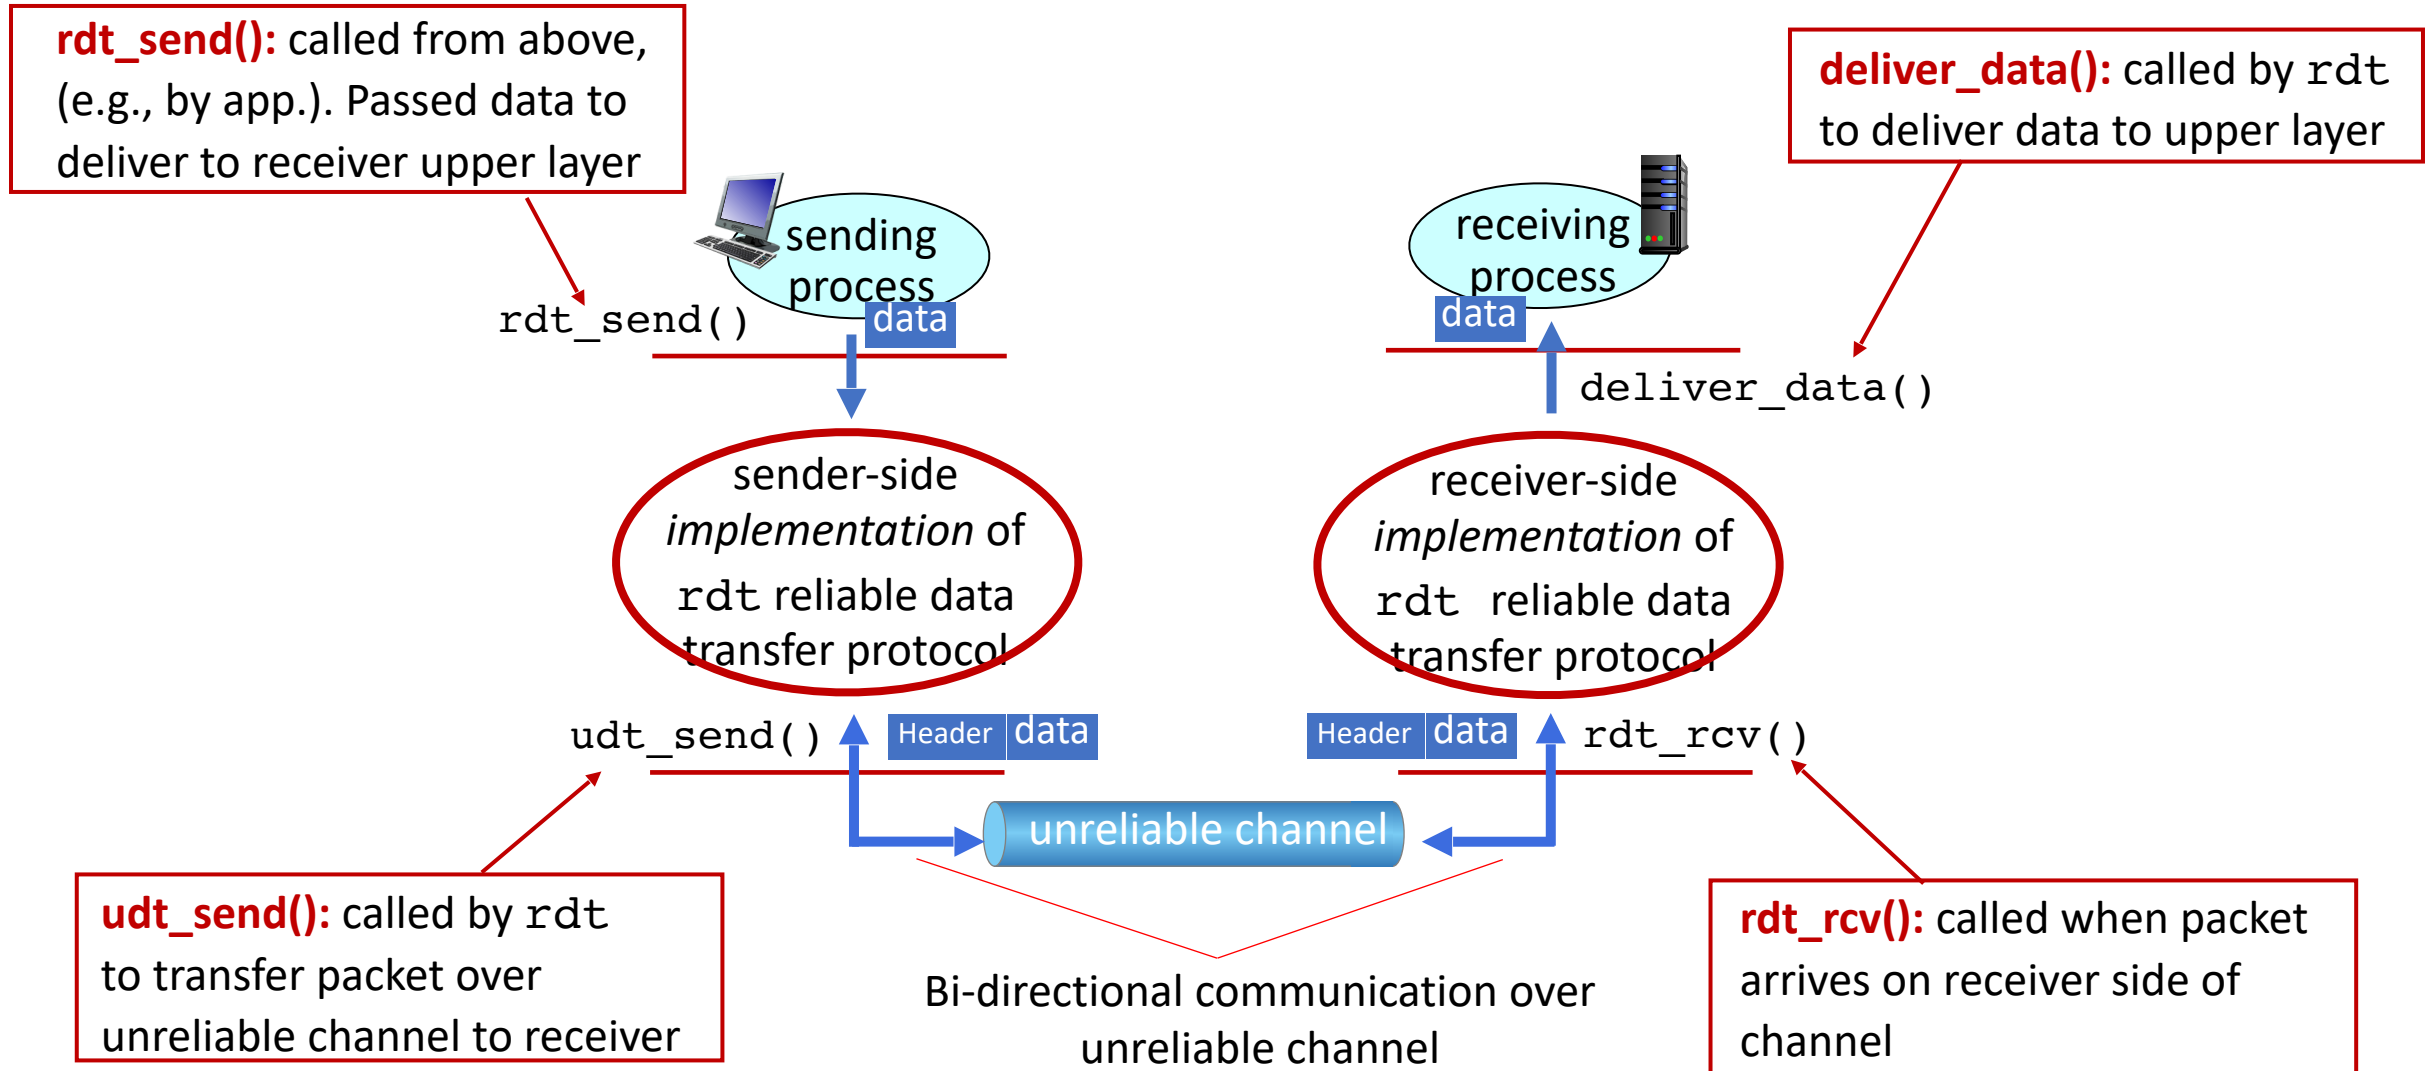 rdt_send(): called from above,
(e.g., by app.). Passed data to
deliver to receiver upper layer
deliver_data(): called by rdt
to deliver data to upper layer
sending
process
data
rdt_send()
receiving
process
data
deliver_data()
sender-side
implementation of
rdt reliable data
transfer protocol
receiver-side
implementation of
rdt reliable data
transfer protocol
udt_send()
Header data
Header data
rdt_rcv()
unreliable channel
udt_send(): called by rdt
to transfer packet over
unreliable channel to receiver
Bi-directional communication over
unreliable channel
rdt_rcv(): called when packet
arrives on receiver side of
channel